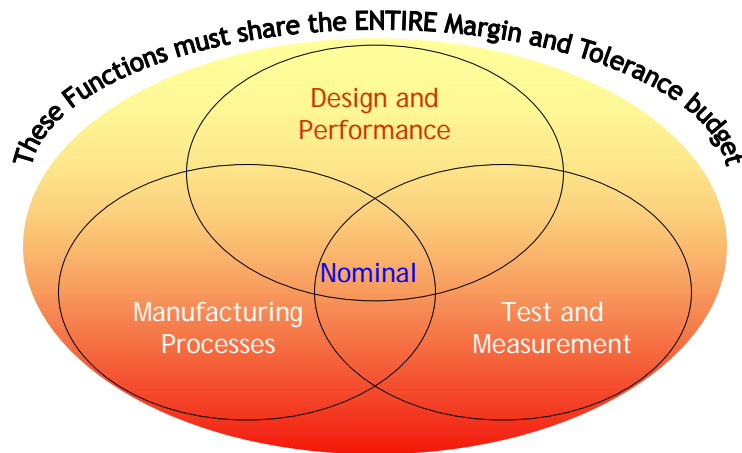 These Functions must share the ENTIRE Margin and Tolerance budget
Design and
Performance
Nominal
Manufacturing
Processes
Test and
Measurement